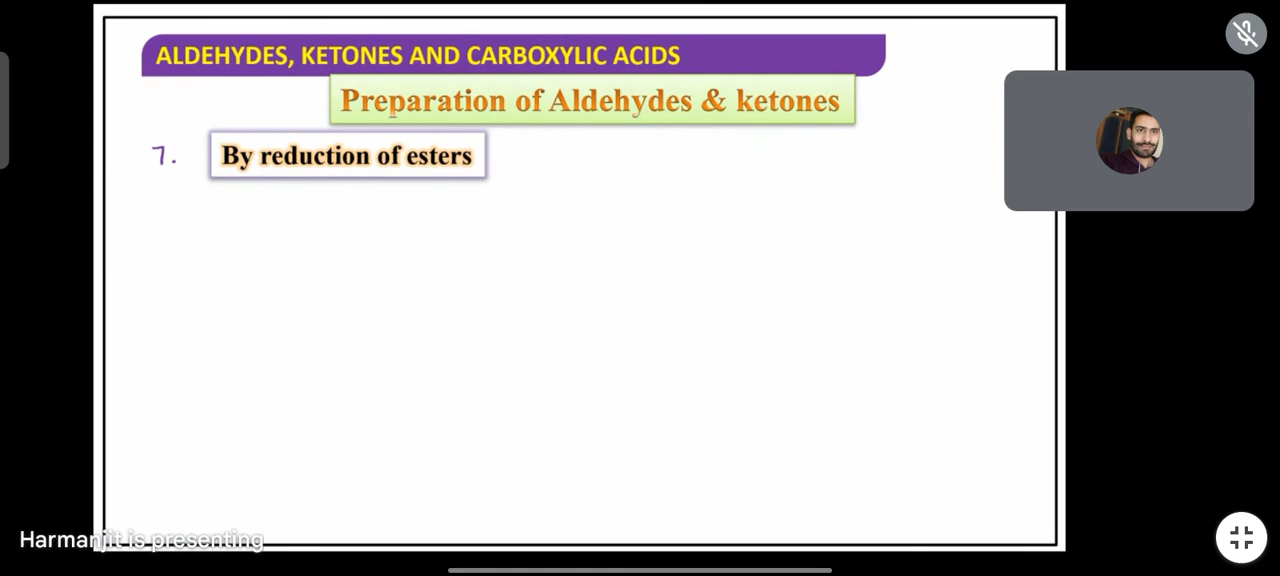 ALDEHYDES, KETONES AND CARBOXYLIC ACIDS
Preparation of Aldehydes & ketones
7. By reduction of esters
Harmanjit is presenting